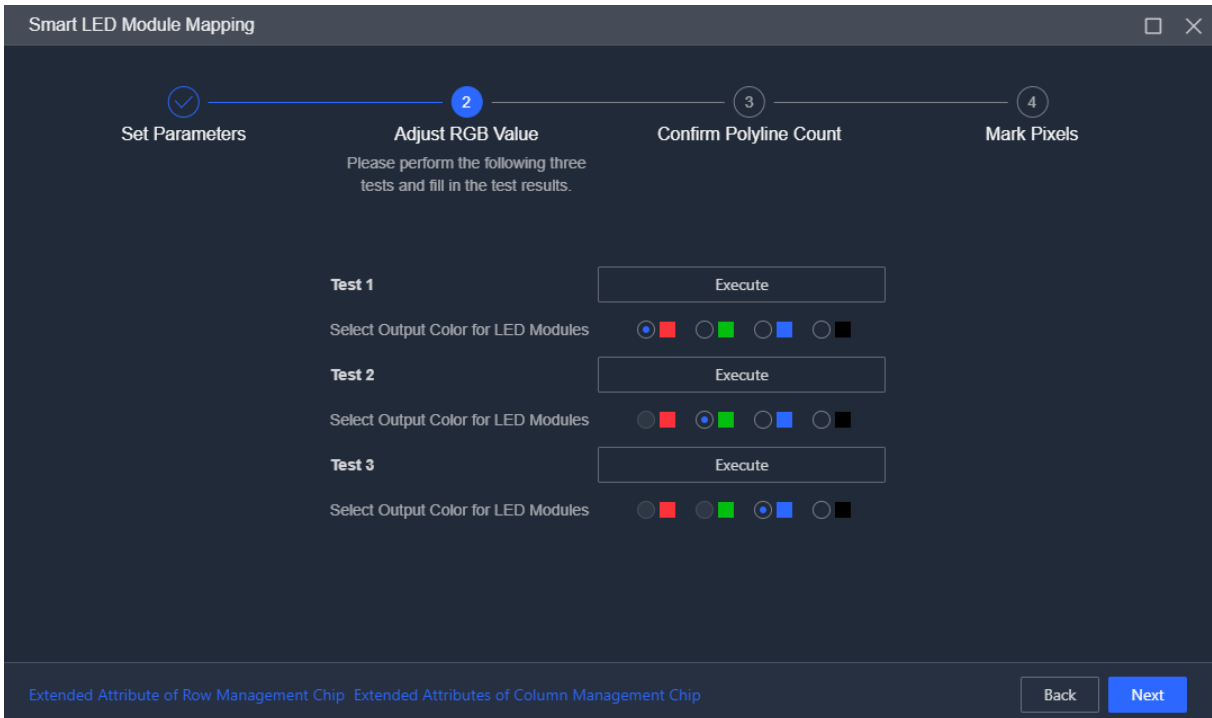 Smart LED Module Mapping
2
3
4
Set Parameters
Adjust RGB Value
Confirm Polyline Count
Mark Pixels
Please perform the following three
tests and fill in the test results.
Test 1
Execute
Select Output Color for LED Modules
Test 2
Execute
Select Output Color for LED Modules
Test 3
Execute
Select Output Color for LED Modules
Extended Attribute of Row Management Chip
Extended Attributes of Column Management Chip
Back
Next